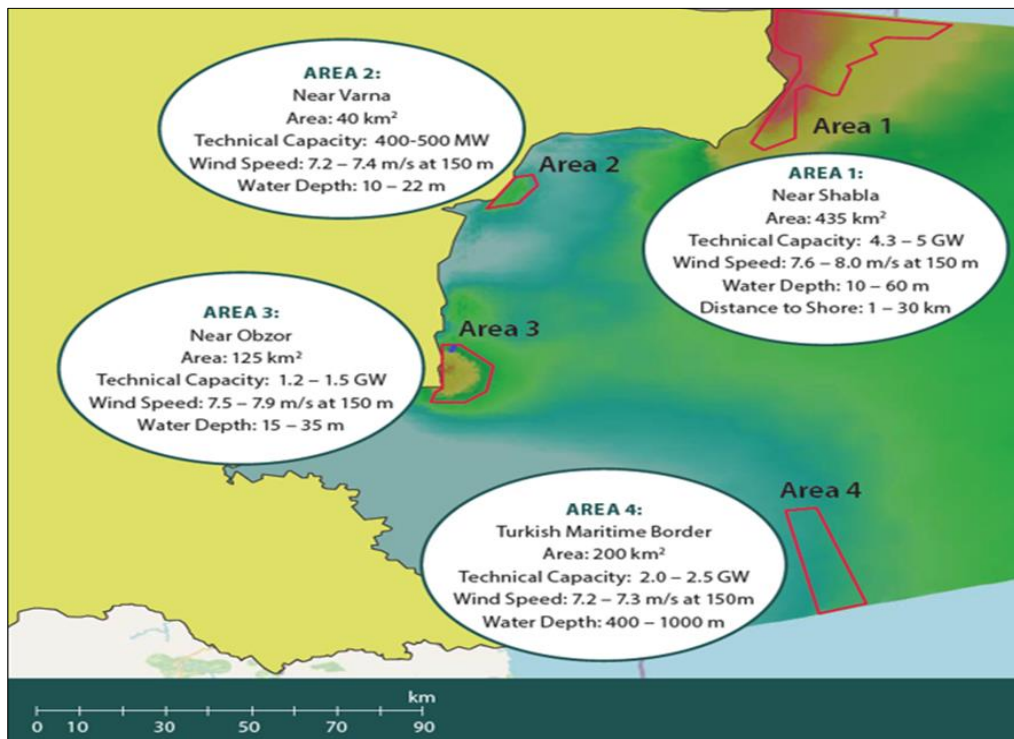 AREA 2:
Near Varna
Area: 40 km²
Technical Capacity: 400-500 MW
Wind Speed: 7.2 – 7.4 m/s at 150 m
Water Depth: 10 – 22 m
Area 1
Area 2
AREA 1:
Near Shabla
Area: 435 km²
Technical Capacity: 4.3 – 5 GW
Wind Speed: 7.6 – 8.0 m/s at 150 m
Water Depth: 10 – 60 m
Distance to Shore: 1 – 30 km
AREA 3:
Near Obzor
Area: 125 km²
Technical Capacity: 1.2 – 1.5 GW
Wind Speed: 7.5 – 7.9 m/s at 150 m
Water Depth: 15 – 35 m
Area 3
Area 4
AREA 4:
Turkish Maritime Border
Area: 200 km²
Technical Capacity: 2.0 – 2.5 GW
Wind Speed: 7.2 – 7.3 m/s at 150m
Water Depth: 400 – 1000 m
km
0 10 30 50 70 90